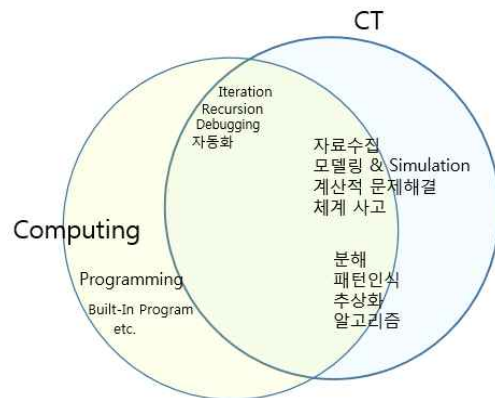 CT
Iteration
Recursion
Debugging
자동화
자료수집
모델링 & Simulation
계산적 문제해결
체계 사고
Computing
Programming
Built-In Program
etc.
분해
패턴인식
추상화
알고리즘